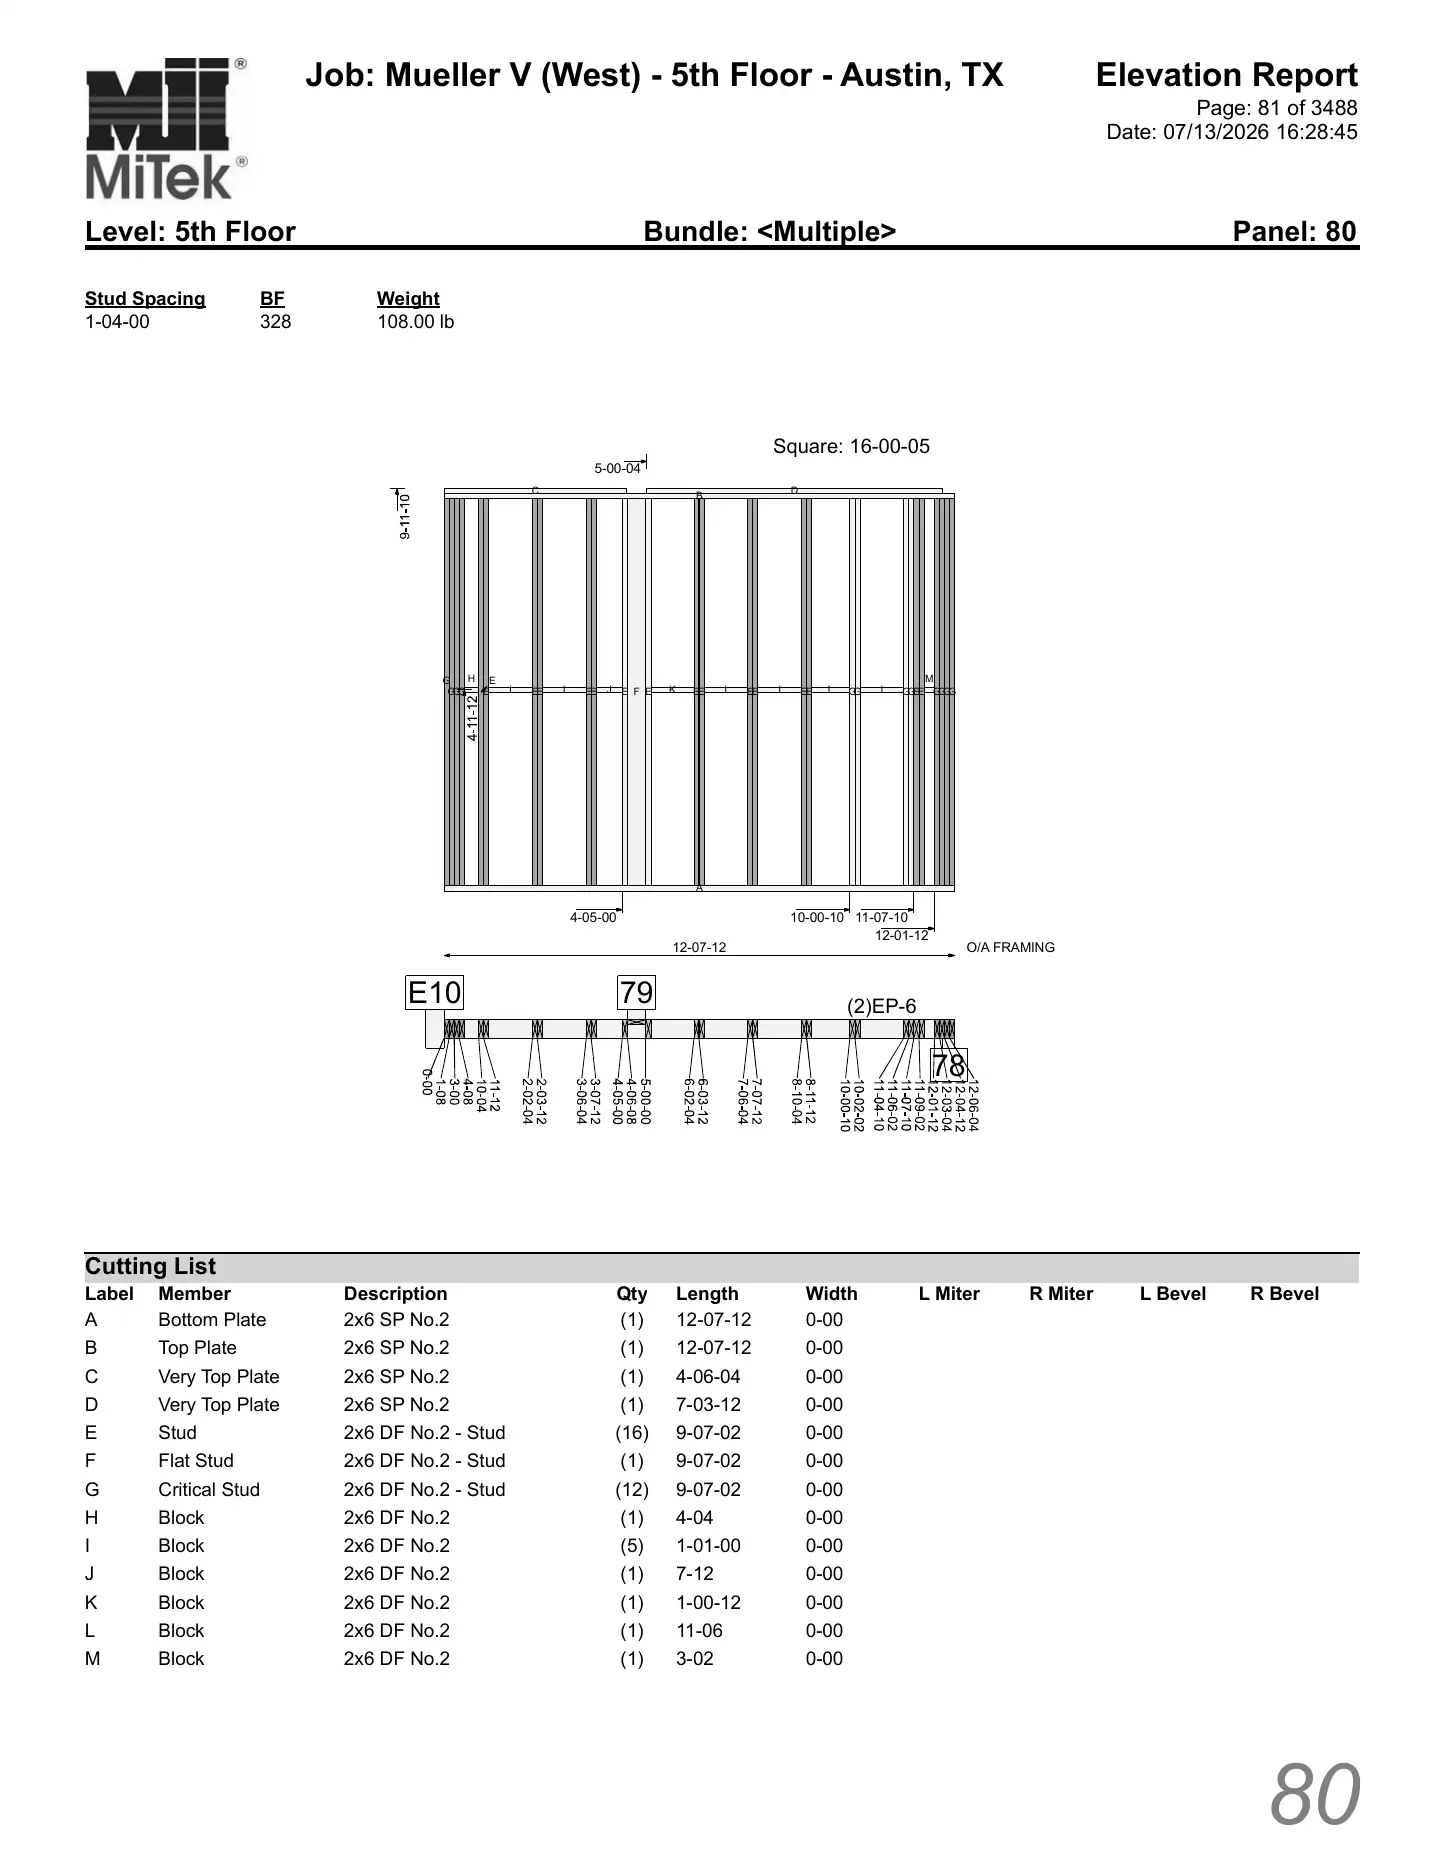 MiTek®
®
Job: Mueller V (West) - 5th Floor - Austin, TX
Elevation Report
Page: 81 of 3488
Date: 07/13/2026 16:28:45
Level: 5th Floor Bundle: <Multiple> Panel: 80
Stud Spacing BF Weight
1-04-00 328 108.00 lb
Square: 16-00-05
5-00-04
C B D
9-11-10
G H E
I I J E F E K I I I I M
4-11-12
A
4-05-00 10-00-10 11-07-10
12-01-12
12-07-12 O/A FRAMING
E10 79
(2)EP-6
78
0-00 1-08 3-00 4-08 10-04 11-12 2-02-04 2-03-12 3-06-04 3-07-12 4-05-00 4-06-08 5-00-00 6-02-04 6-03-12 7-06-04 7-07-12 8-10-04 8-11-12 10-00-10 10-02-02 11-04-10 11-06-02 11-07-10 11-09-02 12-01-12 12-03-04 12-04-12 12-06-04
Cutting List
Label Member Description Qty Length Width L Miter R Miter L Bevel R Bevel
A Bottom Plate 2x6 SP No.2 (1) 12-07-12 0-00
B Top Plate 2x6 SP No.2 (1) 12-07-12 0-00
C Very Top Plate 2x6 SP No.2 (1) 4-06-04 0-00
D Very Top Plate 2x6 SP No.2 (1) 7-03-12 0-00
E Stud 2x6 DF No.2 - Stud (16) 9-07-02 0-00
F Flat Stud 2x6 DF No.2 - Stud (1) 9-07-02 0-00
G Critical Stud 2x6 DF No.2 - Stud (12) 9-07-02 0-00
H Block 2x6 DF No.2 (1) 4-04 0-00
I Block 2x6 DF No.2 (5) 1-01-00 0-00
J Block 2x6 DF No.2 (1) 7-12 0-00
K Block 2x6 DF No.2 (1) 1-00-12 0-00
L Block 2x6 DF No.2 (1) 11-06 0-00
M Block 2x6 DF No.2 (1) 3-02 0-00
80